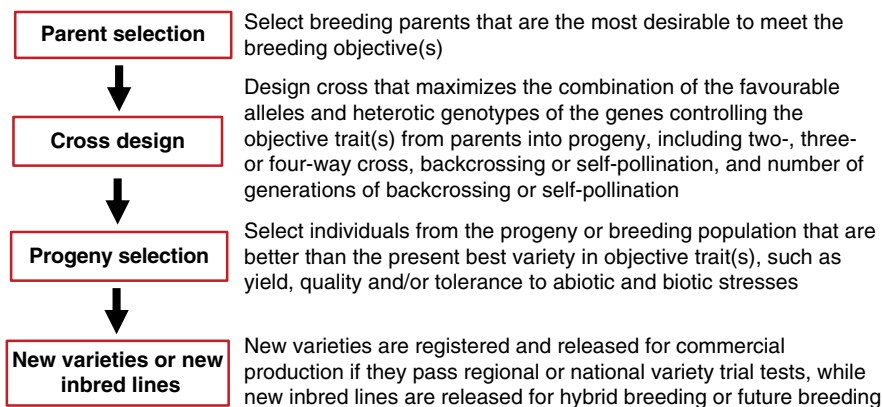 Parent selection
Select breeding parents that are the most desirable to meet the
breeding objective(s)
Cross design
Design cross that maximizes the combination of the favourable
alleles and heterotic genotypes of the genes controlling the
objective trait(s) from parents into progeny, including two-, three-
or four-way cross, backcrossing or self-pollination, and number of
generations of backcrossing or self-pollination
Progeny selection
Select individuals from the progeny or breeding population that are
better than the present best variety in objective trait(s), such as
yield, quality and/or tolerance to abiotic and biotic stresses
New varieties or new
inbred lines
New varieties are registered and released for commercial
production if they pass regional or national variety trial tests, while
new inbred lines are released for hybrid breeding or future breeding